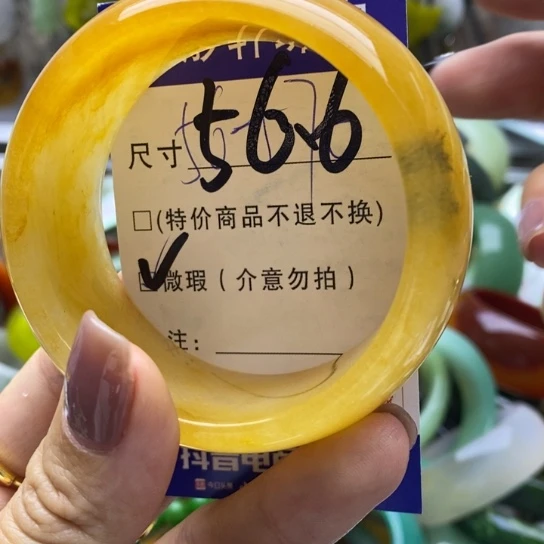 尺寸 56.6
□(特价商品不退不换)
☑微瑕(介意勿拍)
注:
抖音电